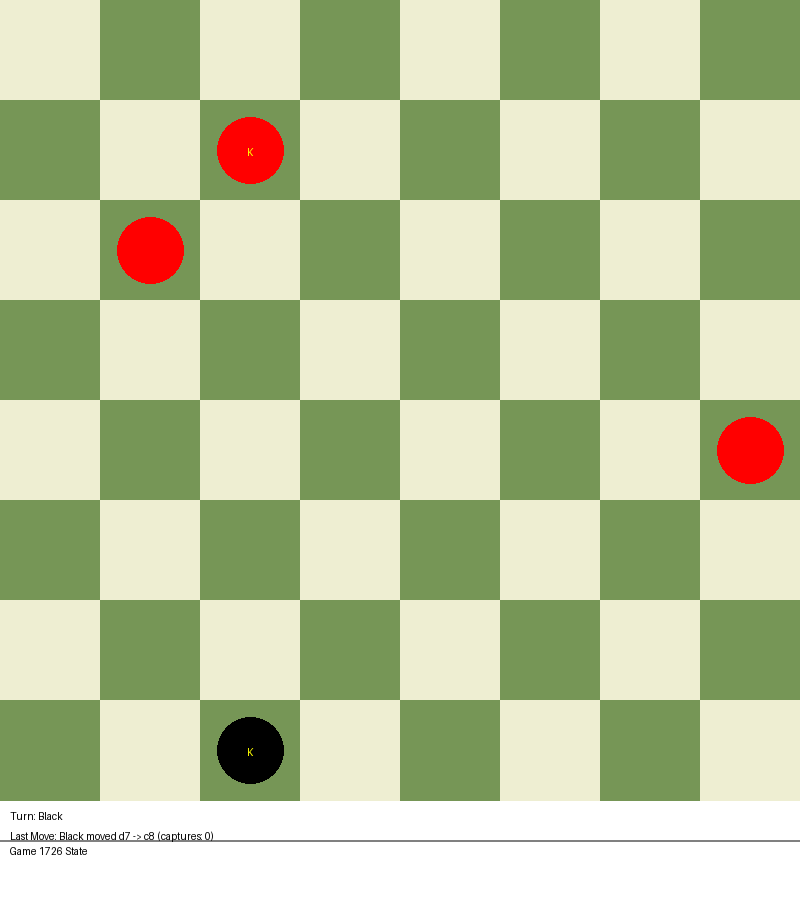 K
K
Turn: Black
Last Move: Black moved d7 -> c8 (captures: 0)
Game 1726 State